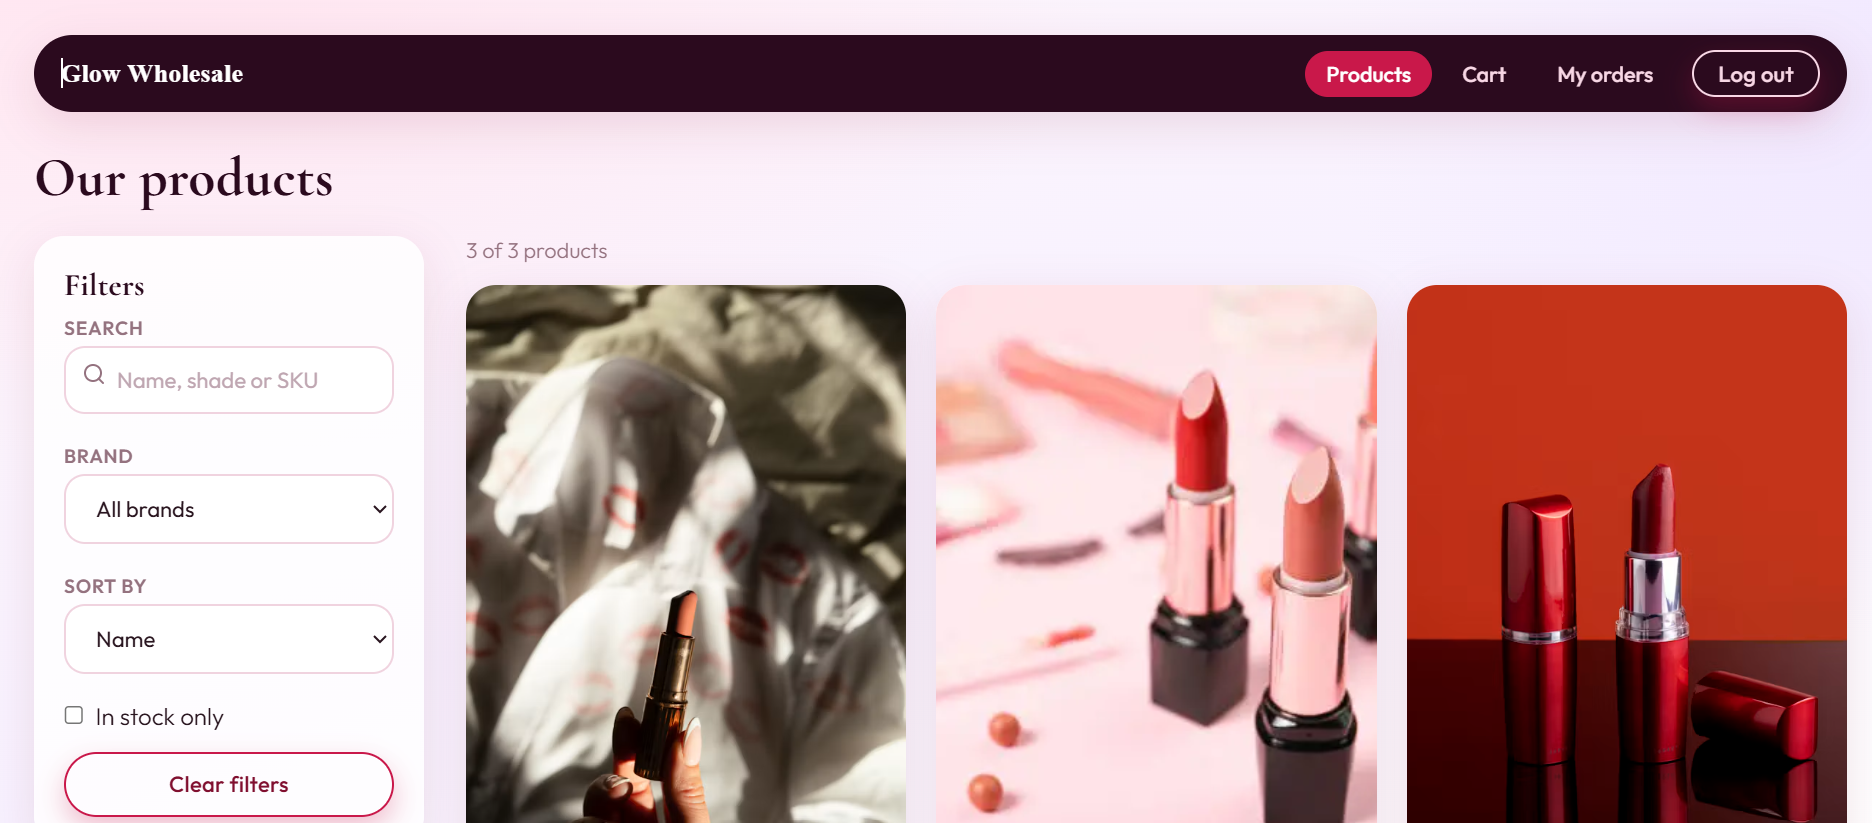 Glow Wholesale
Products
Cart
My orders
Log out
Our products
Filters
SEARCH
Name, shade or SKU
BRAND
All brands
SORT BY
Name
In stock only
Clear filters
3 of 3 products